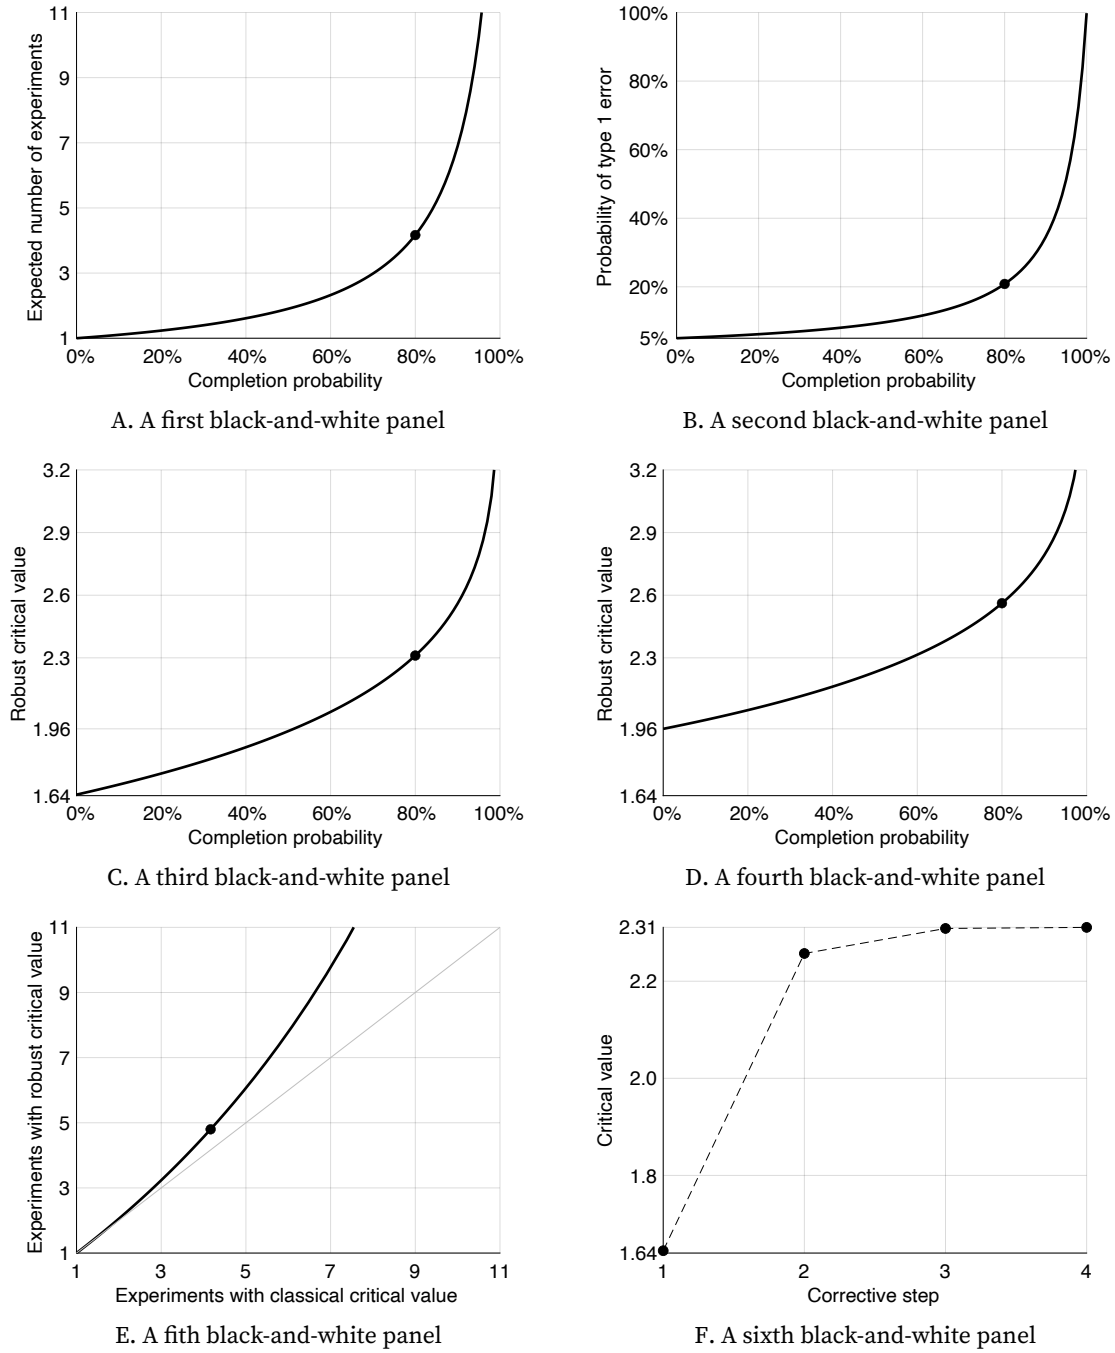 11
9
7
5
3
1
Expected number of experiments
0% 20% 40% 60% 80% 100%
Completion probability
A. A first black-and-white panel
100%
80%
60%
40%
20%
5%
Probability of type 1 error
0% 20% 40% 60% 80% 100%
Completion probability
B. A second black-and-white panel
3.2
2.9
2.6
2.3
1.96
1.64
Robust critical value
0% 20% 40% 60% 80% 100%
Completion probability
C. A third black-and-white panel
3.2
2.9
2.6
2.3
1.96
1.64
Robust critical value
0% 20% 40% 60% 80% 100%
Completion probability
D. A fourth black-and-white panel
11
9
7
5
3
1
Experiments with robust critical value
1 3 5 7 9 11
Experiments with classical critical value
E. A fith black-and-white panel
2.31
2.2
2.0
1.8
1.64
Critical value
1 2 3 4
Corrective step
F. A sixth black-and-white panel